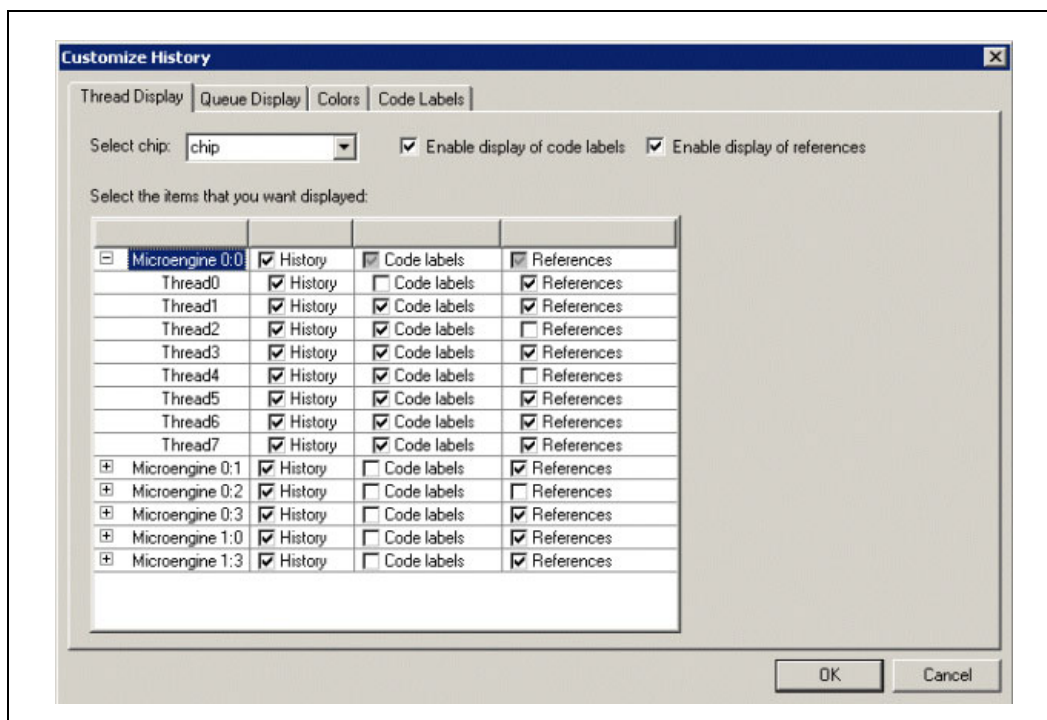 Customize History
Thread Display Queue Display Colors Code Labels
Select chip: chip Enable display of code labels Enable display of references
Select the items that you want displayed:
Microengine 0:0 History Code labels References
Thread0 History Code labels References
Thread1 History Code labels References
Thread2 History Code labels References
Thread3 History Code labels References
Thread4 History Code labels References
Thread5 History Code labels References
Thread6 History Code labels References
Thread7 History Code labels References
Microengine 0:1 History Code labels References
Microengine 0:2 History Code labels References
Microengine 0:3 History Code labels References
Microengine 1:0 History Code labels References
Microengine 1:3 History Code labels References
OK Cancel